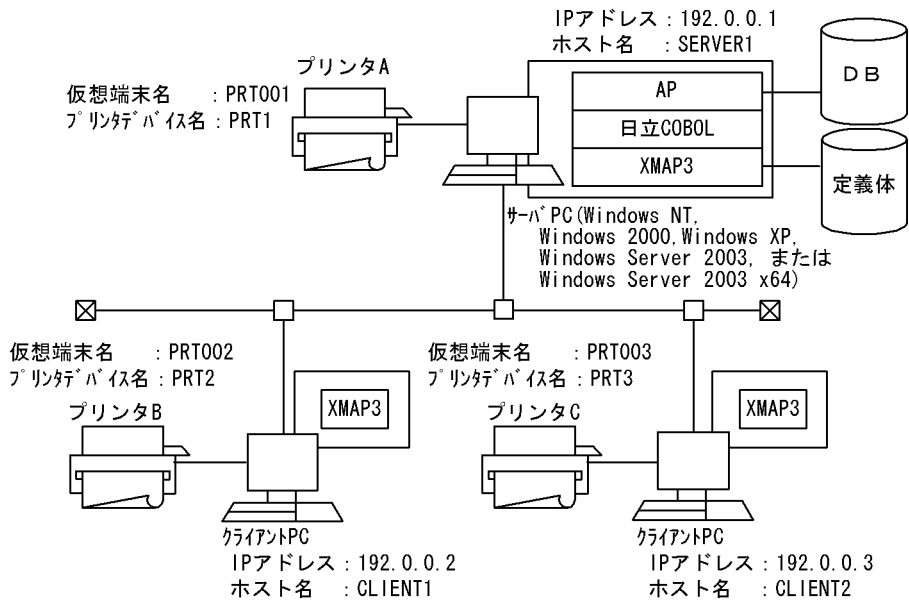 IPアドレス：192.0.0.1
ホスト名　：SERVER1
プリンタA
仮想端末名　：PRT001
プリンタデバイス名：PRT1
AP
日立COBOL
XMAP3
DB
定義体
サーバPC(Windows NT,
Windows 2000,Windows XP,
Windows Server 2003, または
Windows Server 2003 x64)
仮想端末名　：PRT002
プリンタデバイス名：PRT2
プリンタB
XMAP3
クライアントPC
IPアドレス：192.0.0.2
ホスト名　：CLIENT1
仮想端末名　：PRT003
プリンタデバイス名：PRT3
プリンタC
XMAP3
クライアントPC
IPアドレス：192.0.0.3
ホスト名　：CLIENT2